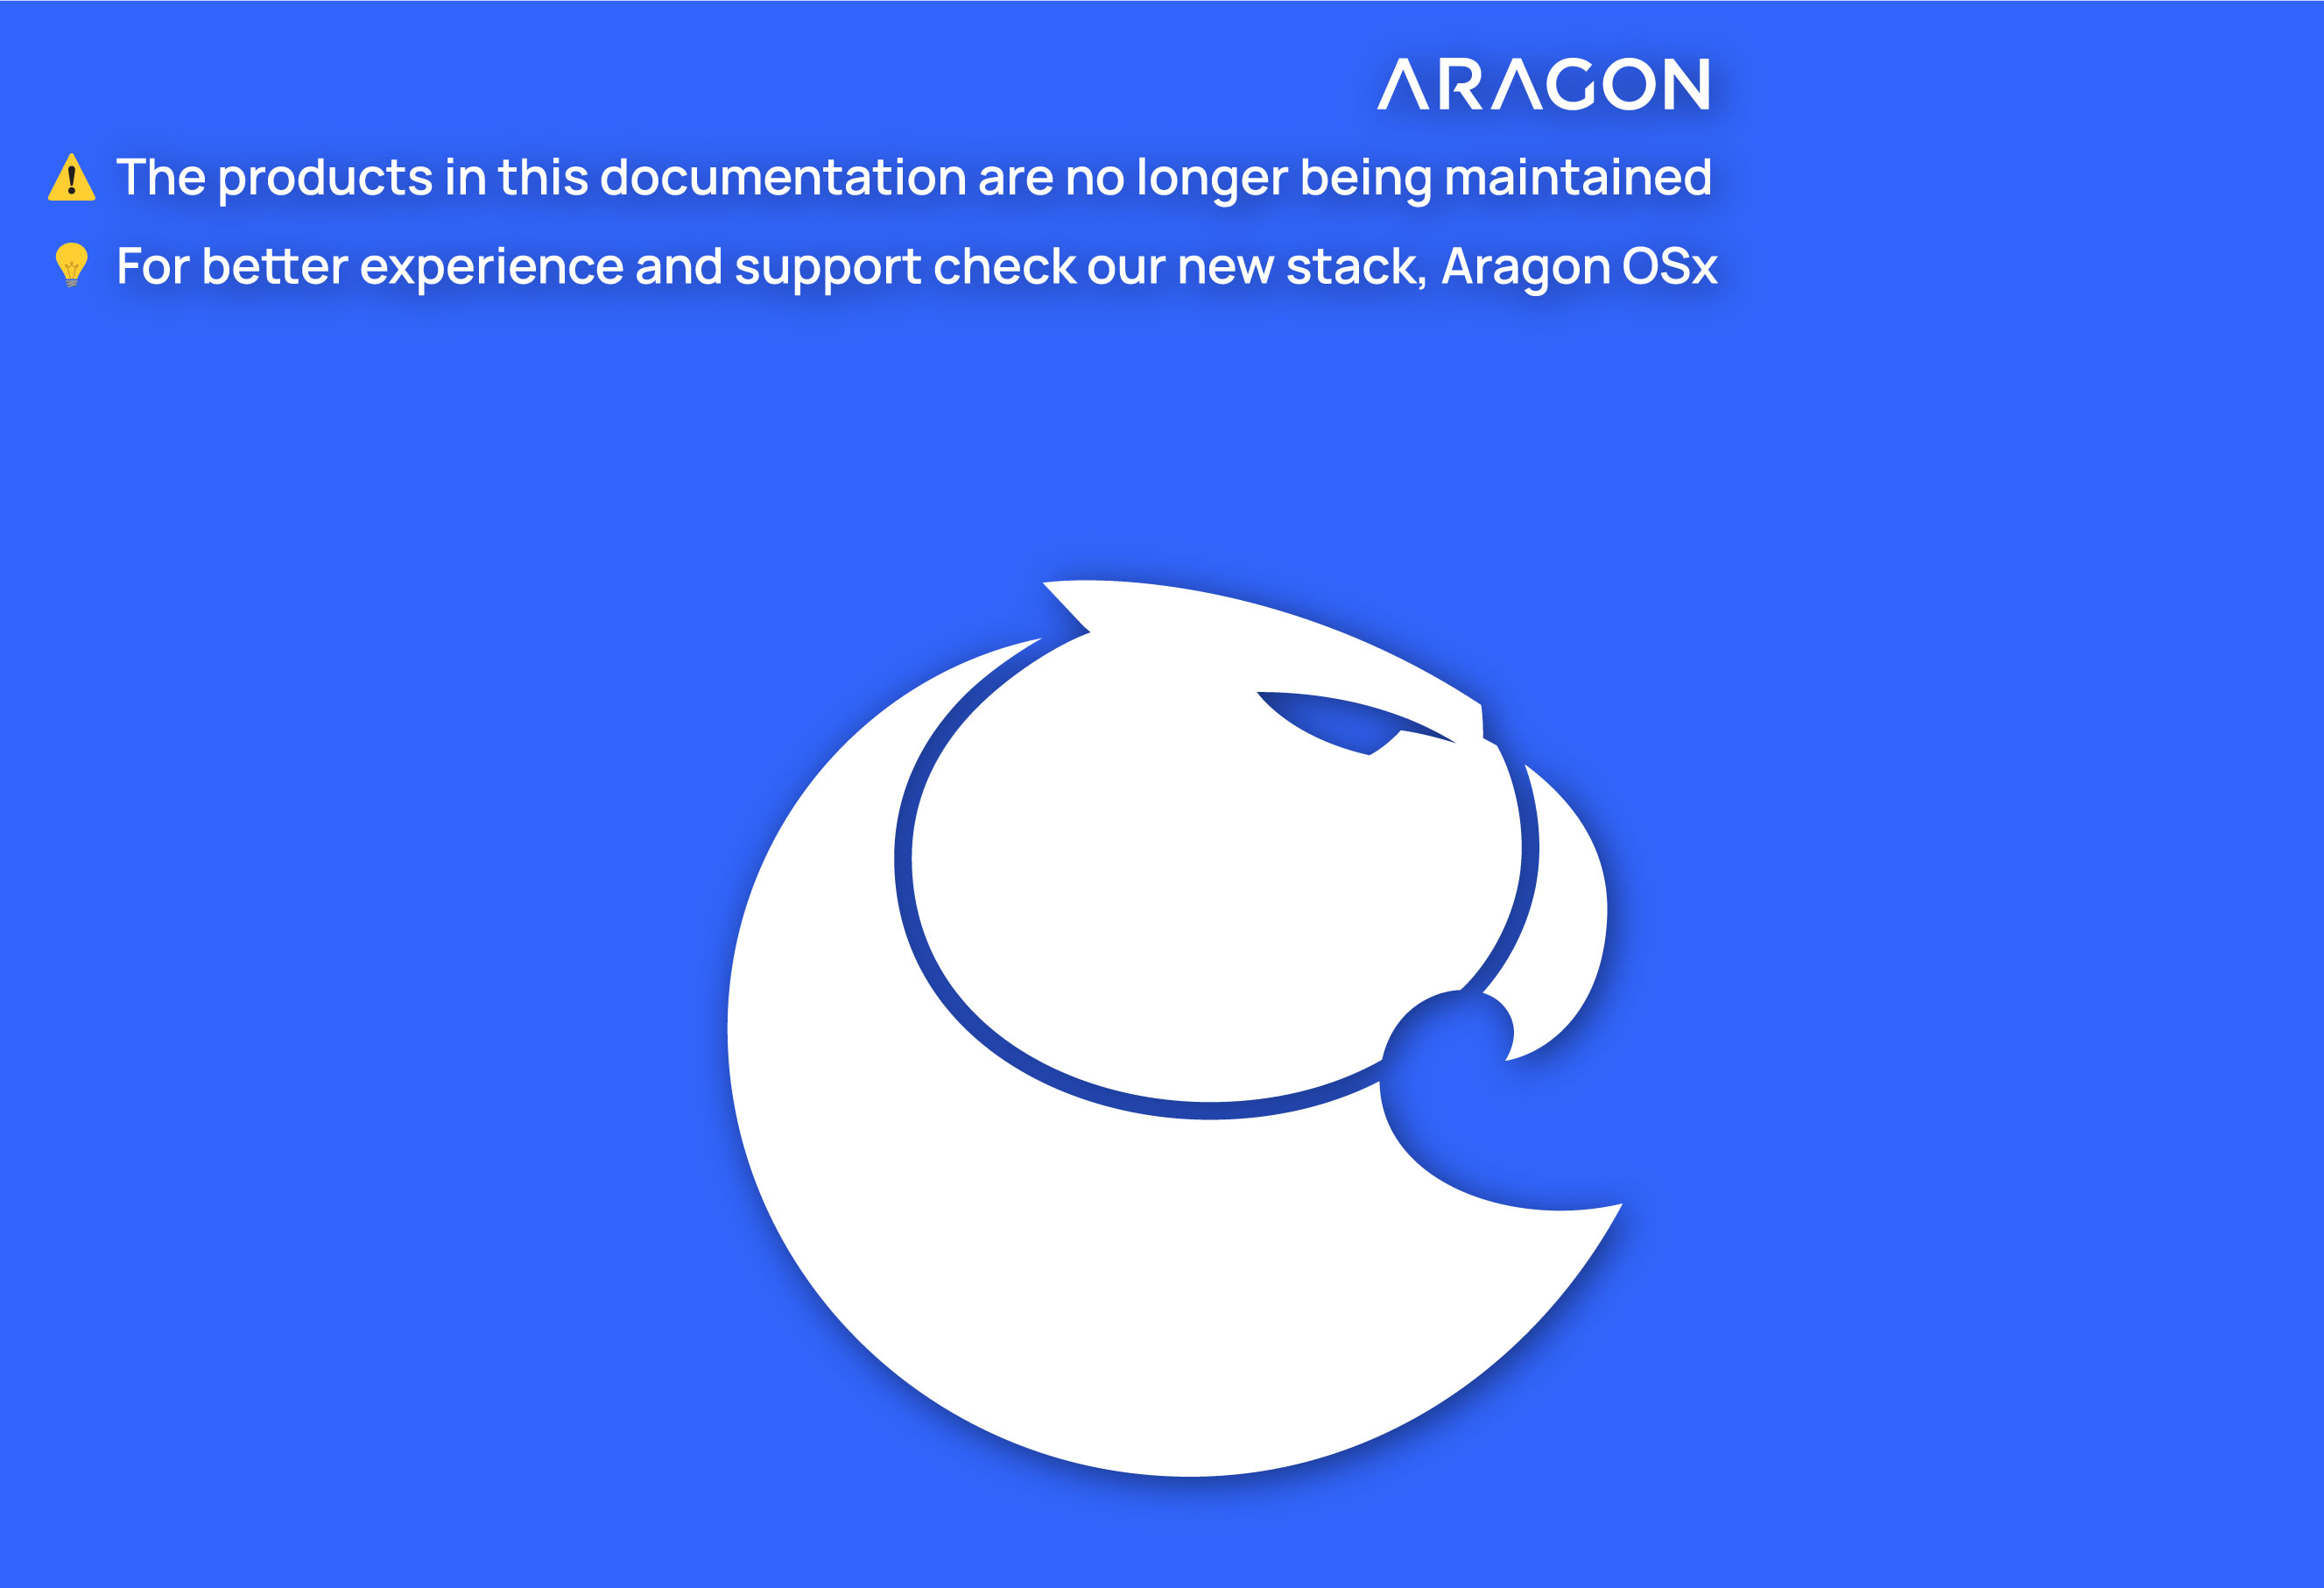 ARAGON
⚠️ The products in this documentation are no longer being maintained
💡 For better experience and support check our new stack, Aragon OSx